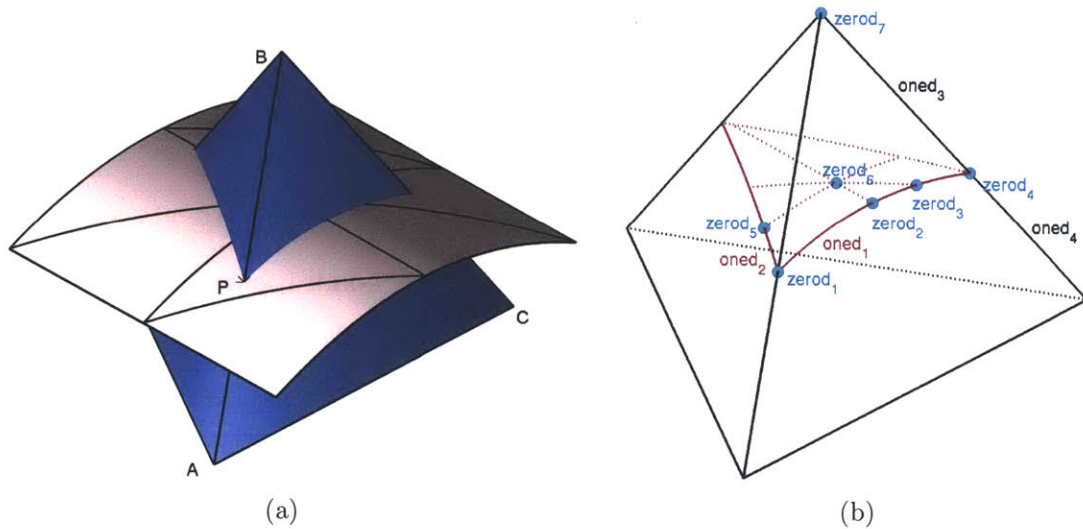 B
P
C
A
(a)
zerod₇
oned₃
zerod₆
zerod₄
zerod₃
zerod₂
zerod₅
oned₁
oned₄
oned₂
zerod₁
(b)